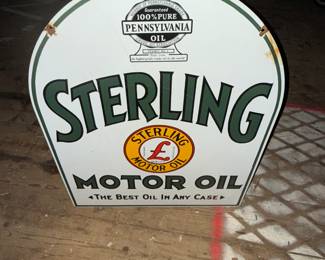 Guaranteed
100% PURE
PENNSYLVANIA
OIL
STERLING
STERLING
£
MOTOR OIL
MOTOR OIL
THE BEST OIL IN ANY CASE